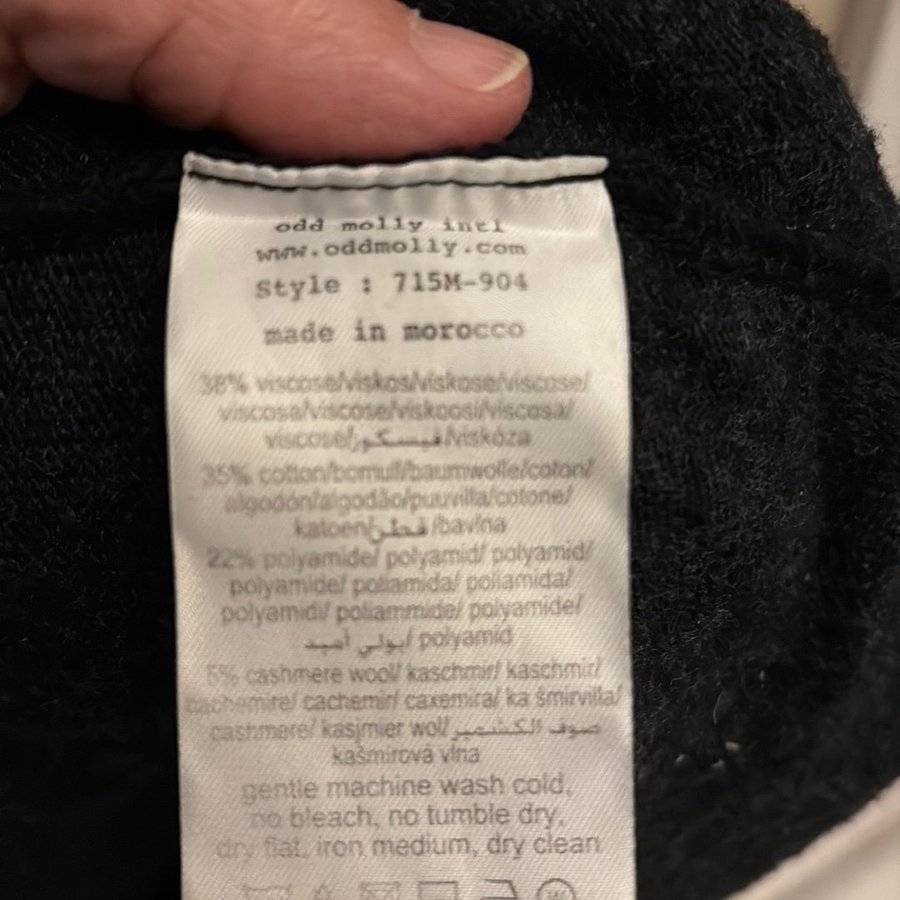 odd molly intl
www.oddmolly.com
Style : 715M-904
made in morocco
38% viscose/viskos/viskose/viscose/
viscosa/viscose/viskoosi/viscosa/
viscose/فيسكوز/viskóza
35% cotton/bomull/baumwolle/coton/
algodón/algodão/puuvilla/cotone/
katoen/قطن/bavlna
22% polyamide/ polyamid/ polyamid/
polyamide/ poliamida/ poliamida/
polyamidi/ poliammide/ polyamide/
بولي أميد/ polyamid
5% cashmere wool/ kaschmir/ kaschmir/
cachemire/ cachemir/ caxemira/ ka šmirvilla/
cashmere/ kasjmier wol/صوف الكشمير
kašmírová vlna
gentle machine wash cold,
no bleach, no tumble dry,
dry flat, iron medium, dry clean